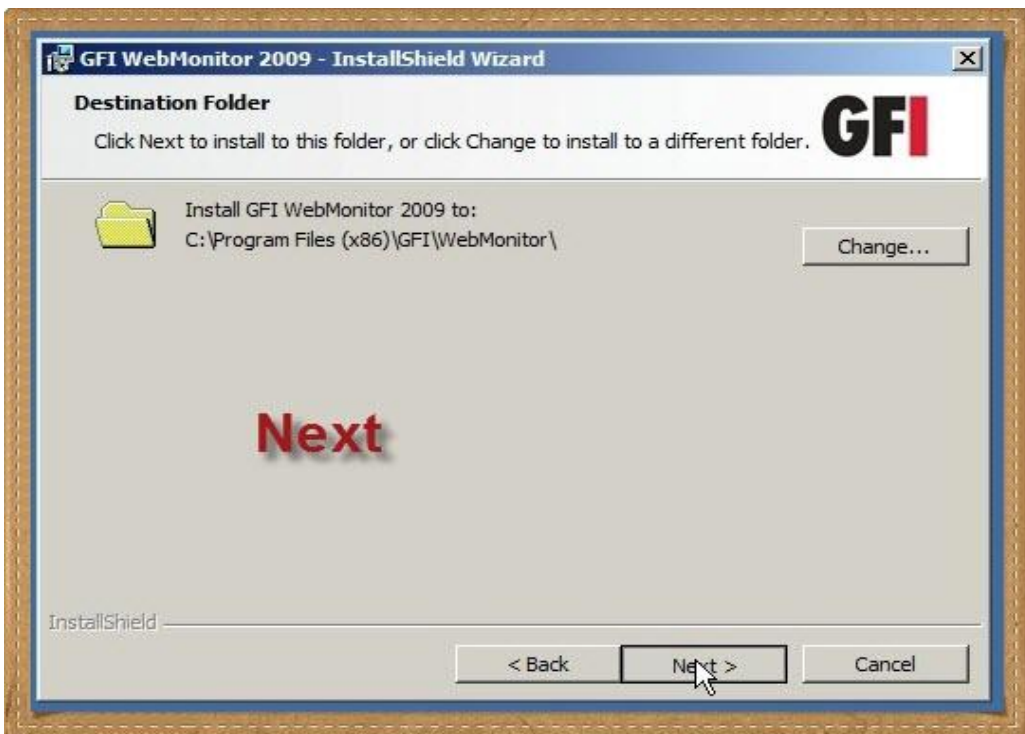 GFI WebMonitor 2009 - InstallShield Wizard
Destination Folder
Click Next to install to this folder, or click Change to install to a different folder.
GFI
Install GFI WebMonitor 2009 to:
C:\Program Files (x86)\GFI\WebMonitor\
Change...
Next
InstallShield
< Back
Next >
Cancel